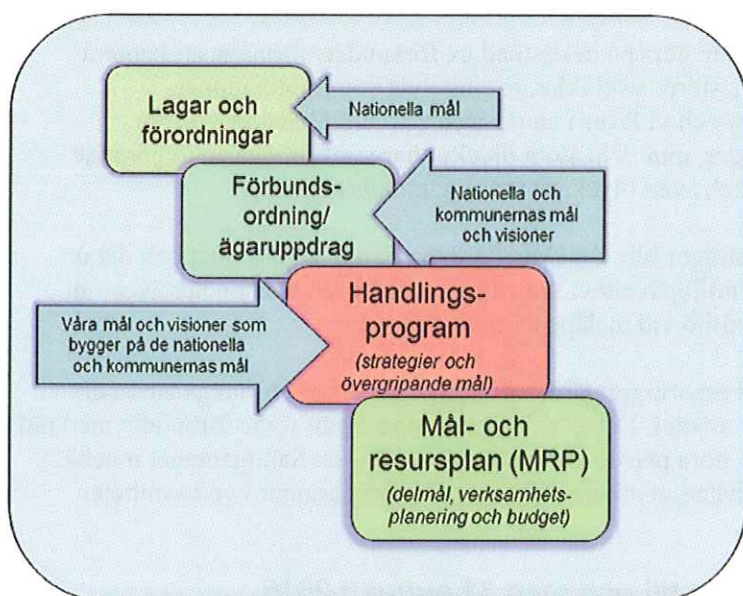 Lagar och
förordningar
Nationella mål
Förbunds-
ordning/
ägaruppdrag
Nationella och
kommunernas mål
och visioner
Handlings-
program
(strategier och
övergripande mål)
Våra mål och visioner som
bygger på de nationella
och kommunernas mål
Mål- och
resursplan (MRP)
(delmål, verksamhets-
planering och budget)